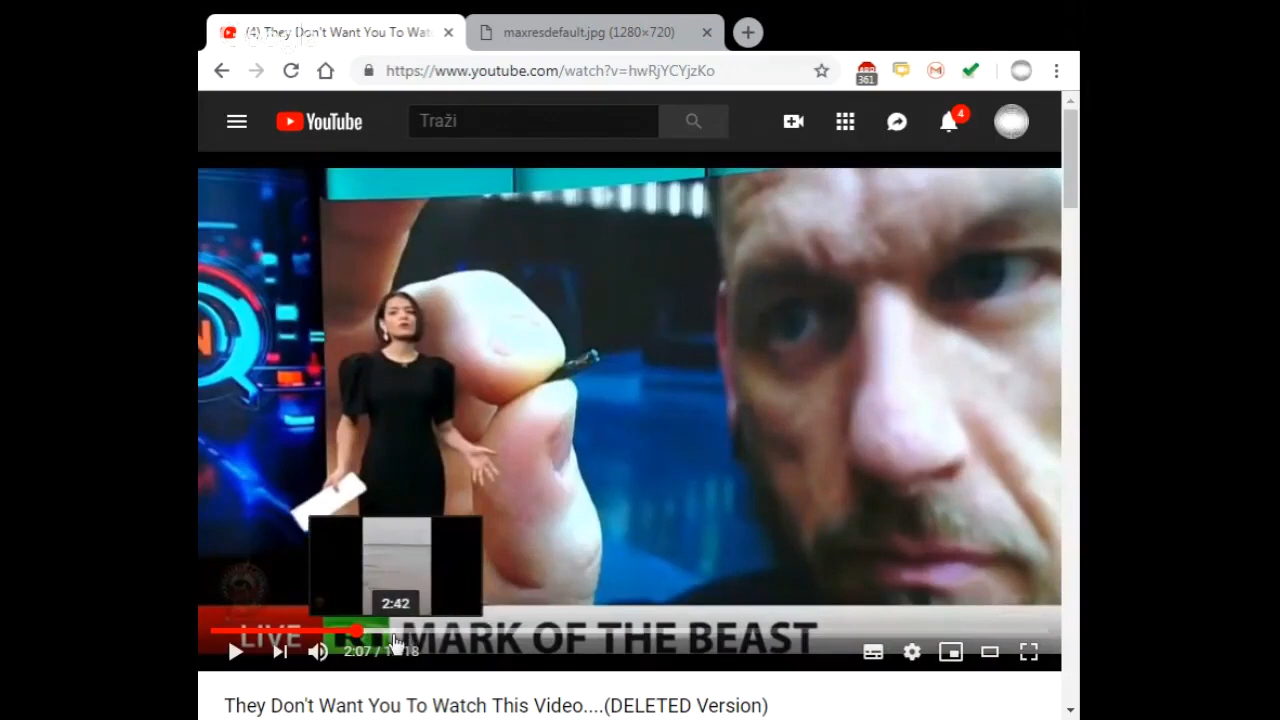 (4) They Don't Want You To Wat
maxresdefault.jpg (1280×720)
https://www.youtube.com/watch?v=hwRjYCYjzKo
361
YouTube
Traži
4
N
2:42
LIVE RT MARK OF THE BEAST
2:07 /
They Don't Want You To Watch This Video....(DELETED Version)